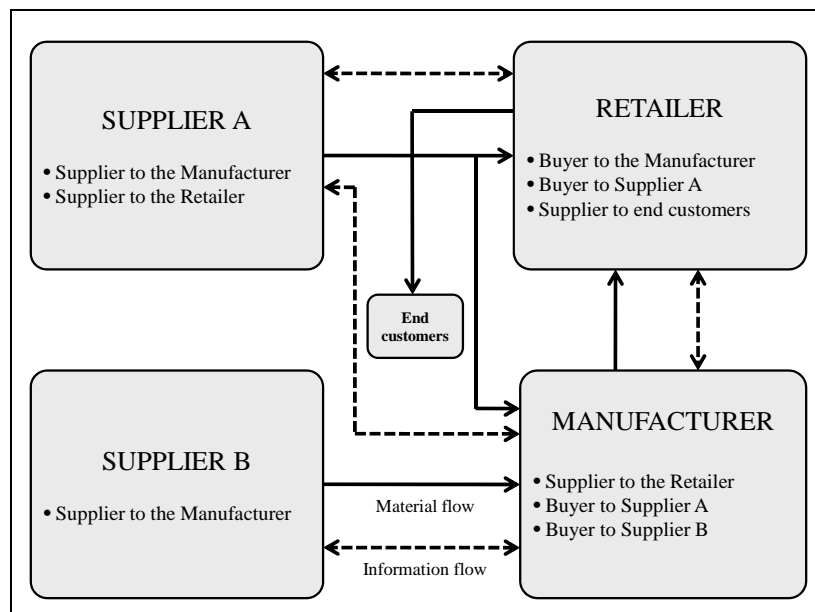 SUPPLIER A
• Supplier to the Manufacturer
• Supplier to the Retailer
RETAILER
• Buyer to the Manufacturer
• Buyer to Supplier A
• Supplier to end customers
End
customers
SUPPLIER B
• Supplier to the Manufacturer
MANUFACTURER
• Supplier to the Retailer
• Buyer to Supplier A
• Buyer to Supplier B
Material flow
Information flow